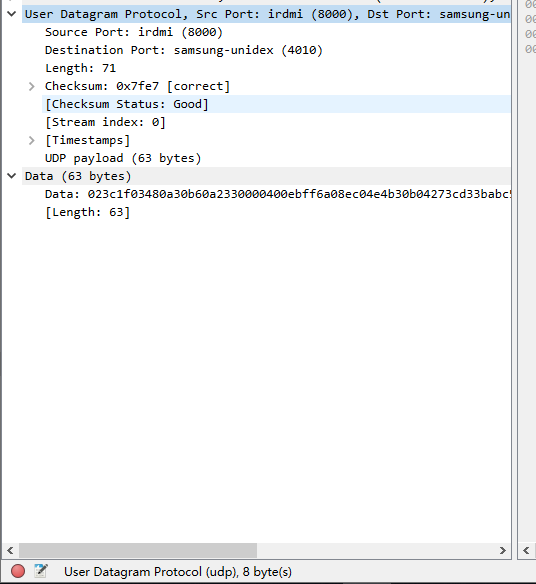 User Datagram Protocol, Src Port: irdmi (8000), Dst Port: samsung-un
Source Port: irdmi (8000)
Destination Port: samsung-unidex (4010)
Length: 71
Checksum: 0x7fe7 [correct]
[Checksum Status: Good]
[Stream index: 0]
[Timestamps]
UDP payload (63 bytes)
Data (63 bytes)
Data: 023c1f03480a30b60a2330000400ebff6a08ec04e4b30b04273cd33babc
[Length: 63]
User Datagram Protocol (udp), 8 byte(s)